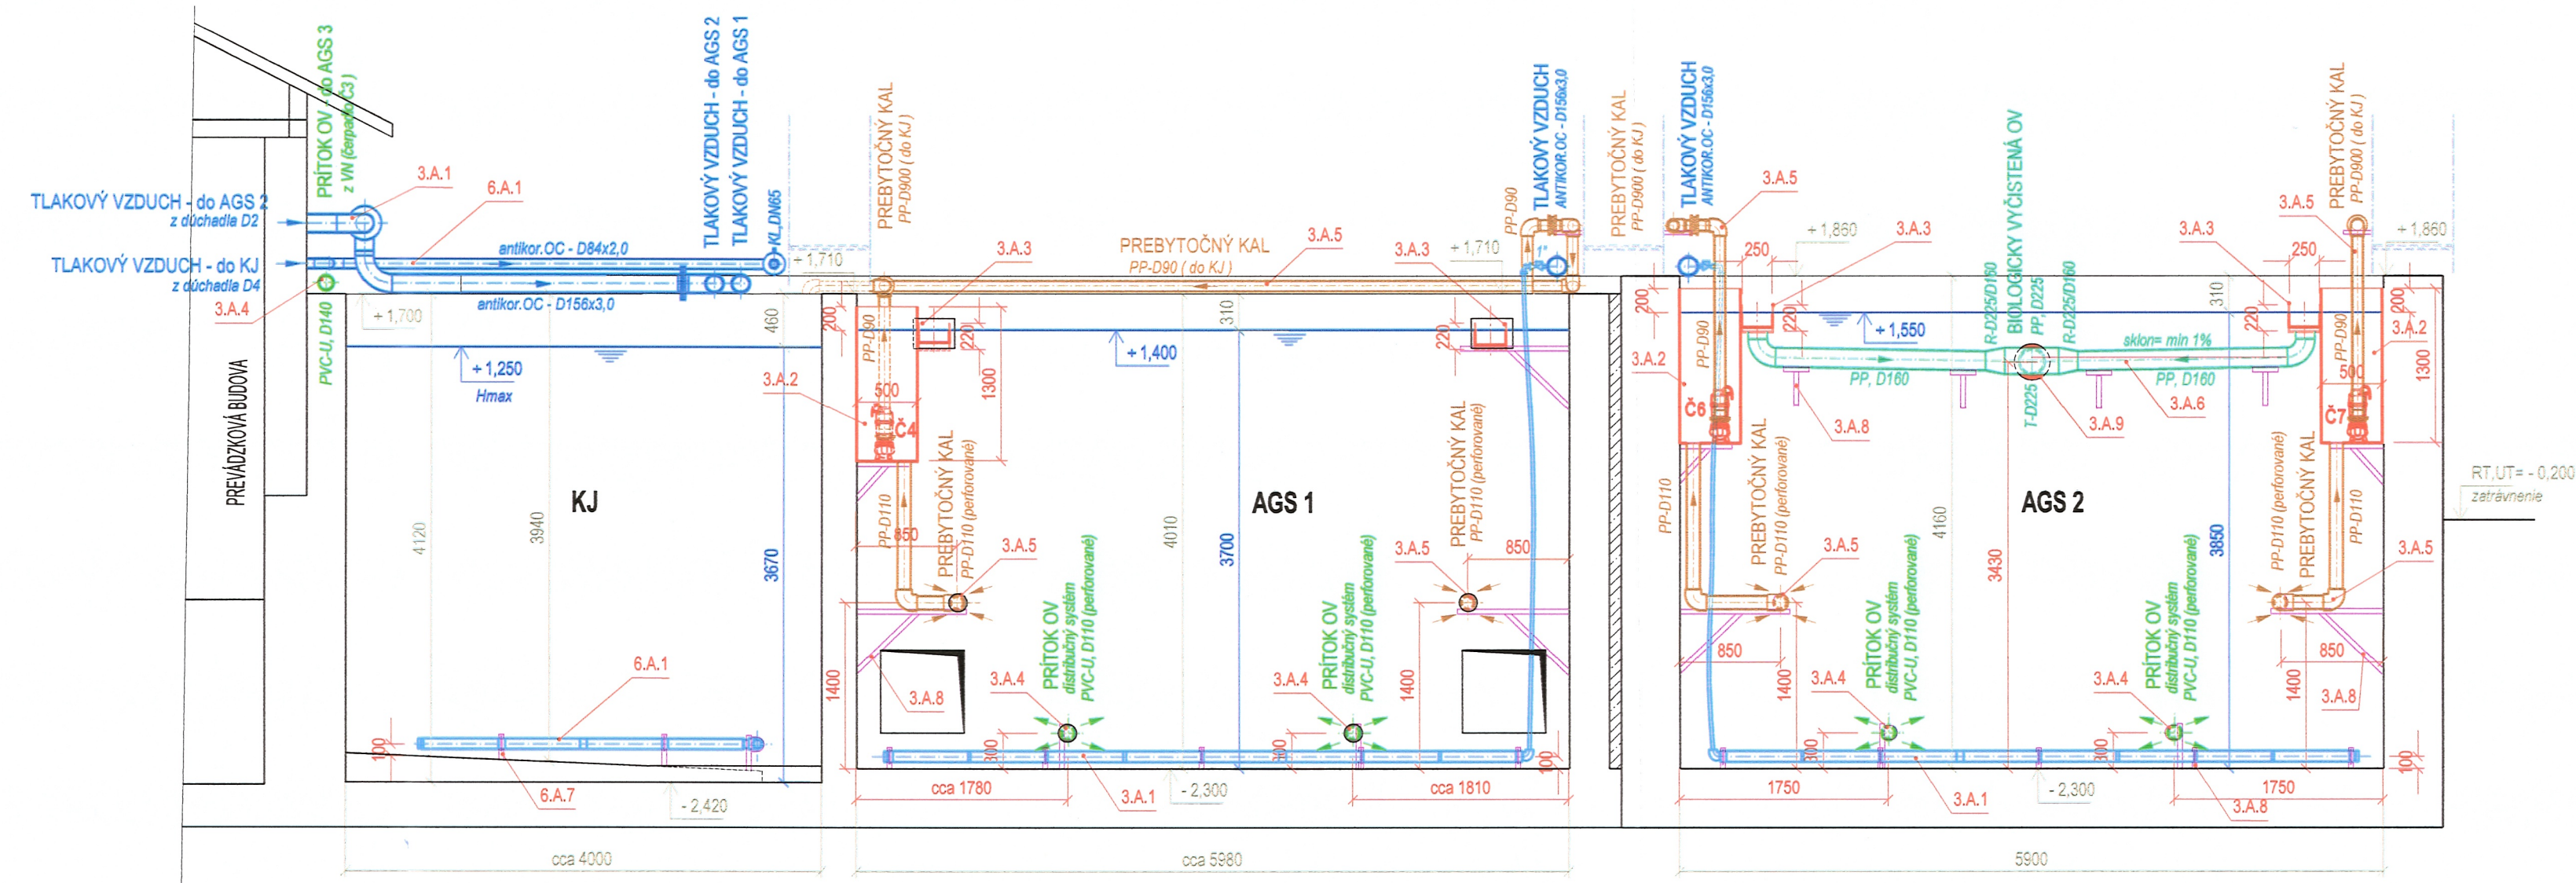 PRÍTOK OV - do AGS 3
z VN (čerpadlo Č3)
3.A.1
6.A.1
TLAKOVÝ VZDUCH - do AGS 2
z dúchadla D2
TLAKOVÝ VZDUCH - do KJ
z dúchadla D4
3.A.4
PVC-U, D140
PREVÁDZKOVÁ BUDOVA
antikor.OC - D84x2,0
antikor.OC - D156x3,0
TLAKOVÝ VZDUCH - do AGS 2
TLAKOVÝ VZDUCH - do AGS 1
KL,DN65
+ 1,700
+ 1,250
Hmax
460
KJ
4120
3940
3670
100
6.A.1
6.A.7
- 2,420
cca 4000
+ 1,710
PREBYTOČNÝ KAL
PP-D900 ( do KJ )
3.A.3
PREBYTOČNÝ KAL
PP-D90 ( do KJ )
3.A.5
3.A.3
+ 1,710
PP-D90
TLAKOVÝ VZDUCH
ANTIKOR.OC - D156x3,0
1"
200
PP-D90
220
310
220
+ 1,400
3.A.2
500
1300
Č4
PREBYTOČNÝ KAL
PP-D110 (perforované)
PP-D110
850
3.A.5
AGS 1
4010
3700
PREBYTOČNÝ KAL
PP-D110 (perforované)
3.A.5
850
1400
3.A.8
3.A.4
PRÍTOK OV
distribučný systém
PVC-U, D110 (perforované)
3.A.4
PRÍTOK OV
distribučný systém
PVC-U, D110 (perforované)
1400
300
300
100
cca 1780
3.A.1
- 2,300
cca 1810
cca 5980
PREBYTOČNÝ KAL
PP-D900 ( do KJ )
TLAKOVÝ VZDUCH
ANTIKOR.OC - D156x3,0
3.A.5
250
+ 1,860
3.A.3
BIOLOGICKY VYČISTENÁ OV
PP, D225
R-D225/D160
R-D225/D160
3.A.3
250
3.A.5
PREBYTOČNÝ KAL
PP-D900 ( do KJ )
+ 1,860
200
220
+ 1,550
sklon= min 1%
220
310
200
3.A.2
PP-D90
PP, D160
PP, D160
T-D225
3.A.6
3.A.9
3.A.8
PP-D90
500
3.A.2
1300
Č6
Č7
PREBYTOČNÝ KAL
PP-D110 (perforované)
PP-D110
3.A.5
850
1400
AGS 2
4160
3430
3850
PP-D110 (perforované)
PREBYTOČNÝ KAL
PP-D110
3.A.5
850
1400
3.A.8
RT,UT= - 0,200
zatrávnenie
3.A.4
PRÍTOK OV
distribučný systém
PVC-U, D110 (perforované)
3.A.4
PRÍTOK OV
distribučný systém
PVC-U, D110 (perforované)
300
300
100
1750
3.A.1
- 2,300
3.A.8
1750
5900